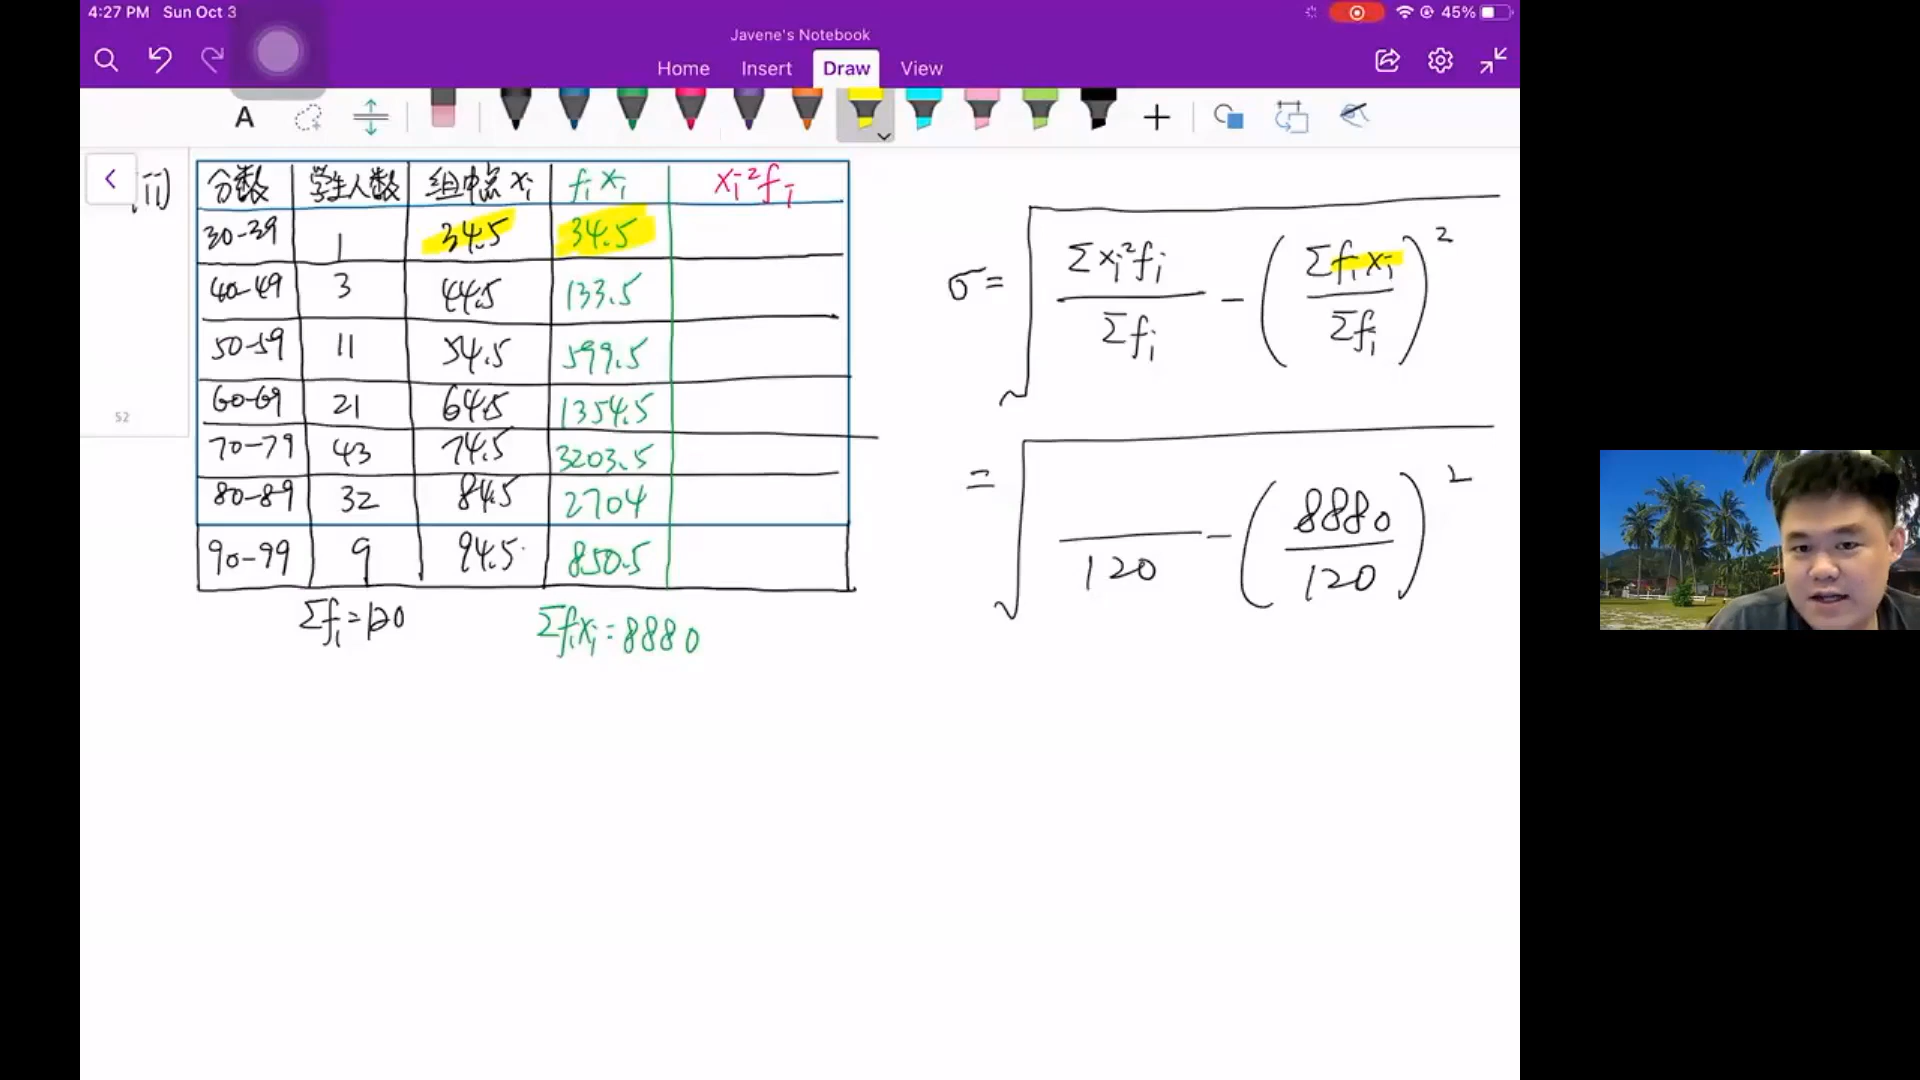 4:27 PM Sun Oct 3
45%
Javene's Notebook
Home Insert Draw View
A
ii)
分数 学生人数 组中点 xᵢ fᵢxᵢ xᵢ²fᵢ
30-39 1 34.5 34.5
40-49 3 44.5 133.5
50-59 11 54.5 599.5
60-69 21 64.5 1354.5
70-79 43 74.5 3203.5
80-89 32 84.5 2704
90-99 9 94.5 850.5
Σfᵢ=120 Σfᵢxᵢ=8880
52
σ = √(Σxᵢ²fᵢ/Σfᵢ − (Σfᵢxᵢ/Σfᵢ)²)
= √( /120 − (8880/120)²)